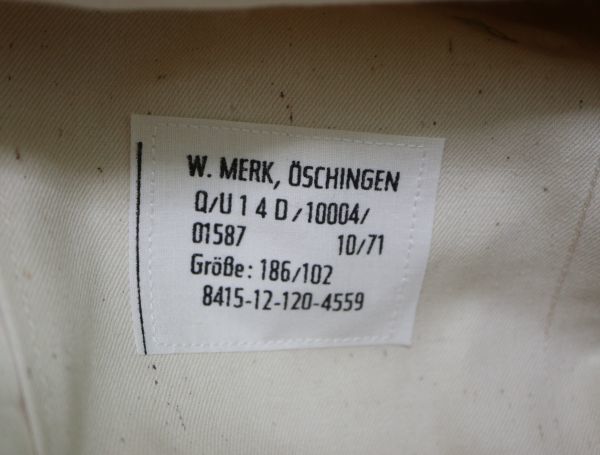 W. MERK, ÖSCHINGEN
Q/U 1 4 D/10004/
01587 10/71
Größe: 186/102
8415-12-120-4559